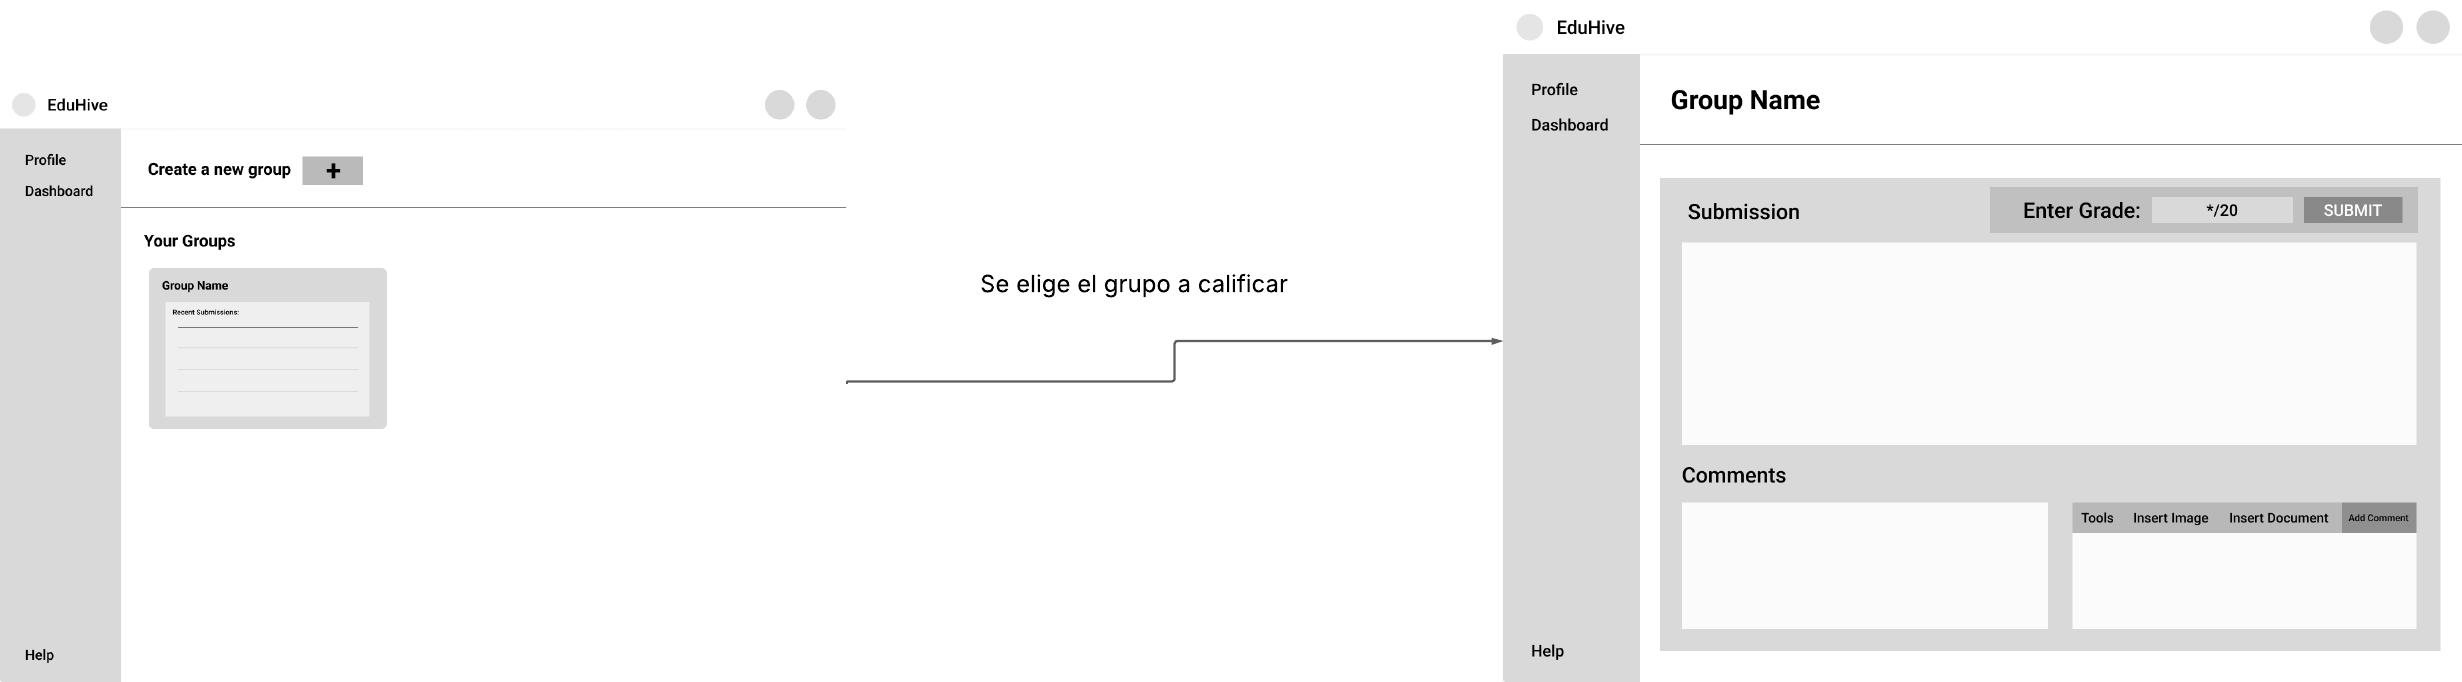 EduHive
Profile
Dashboard
Create a new group +
Your Groups
Group Name
Recent Submissions:
Help
Se elige el grupo a calificar
EduHive
Profile
Dashboard
Group Name
Submission
Enter Grade: */20 SUBMIT
Comments
Tools Insert Image Insert Document Add Comment
Help